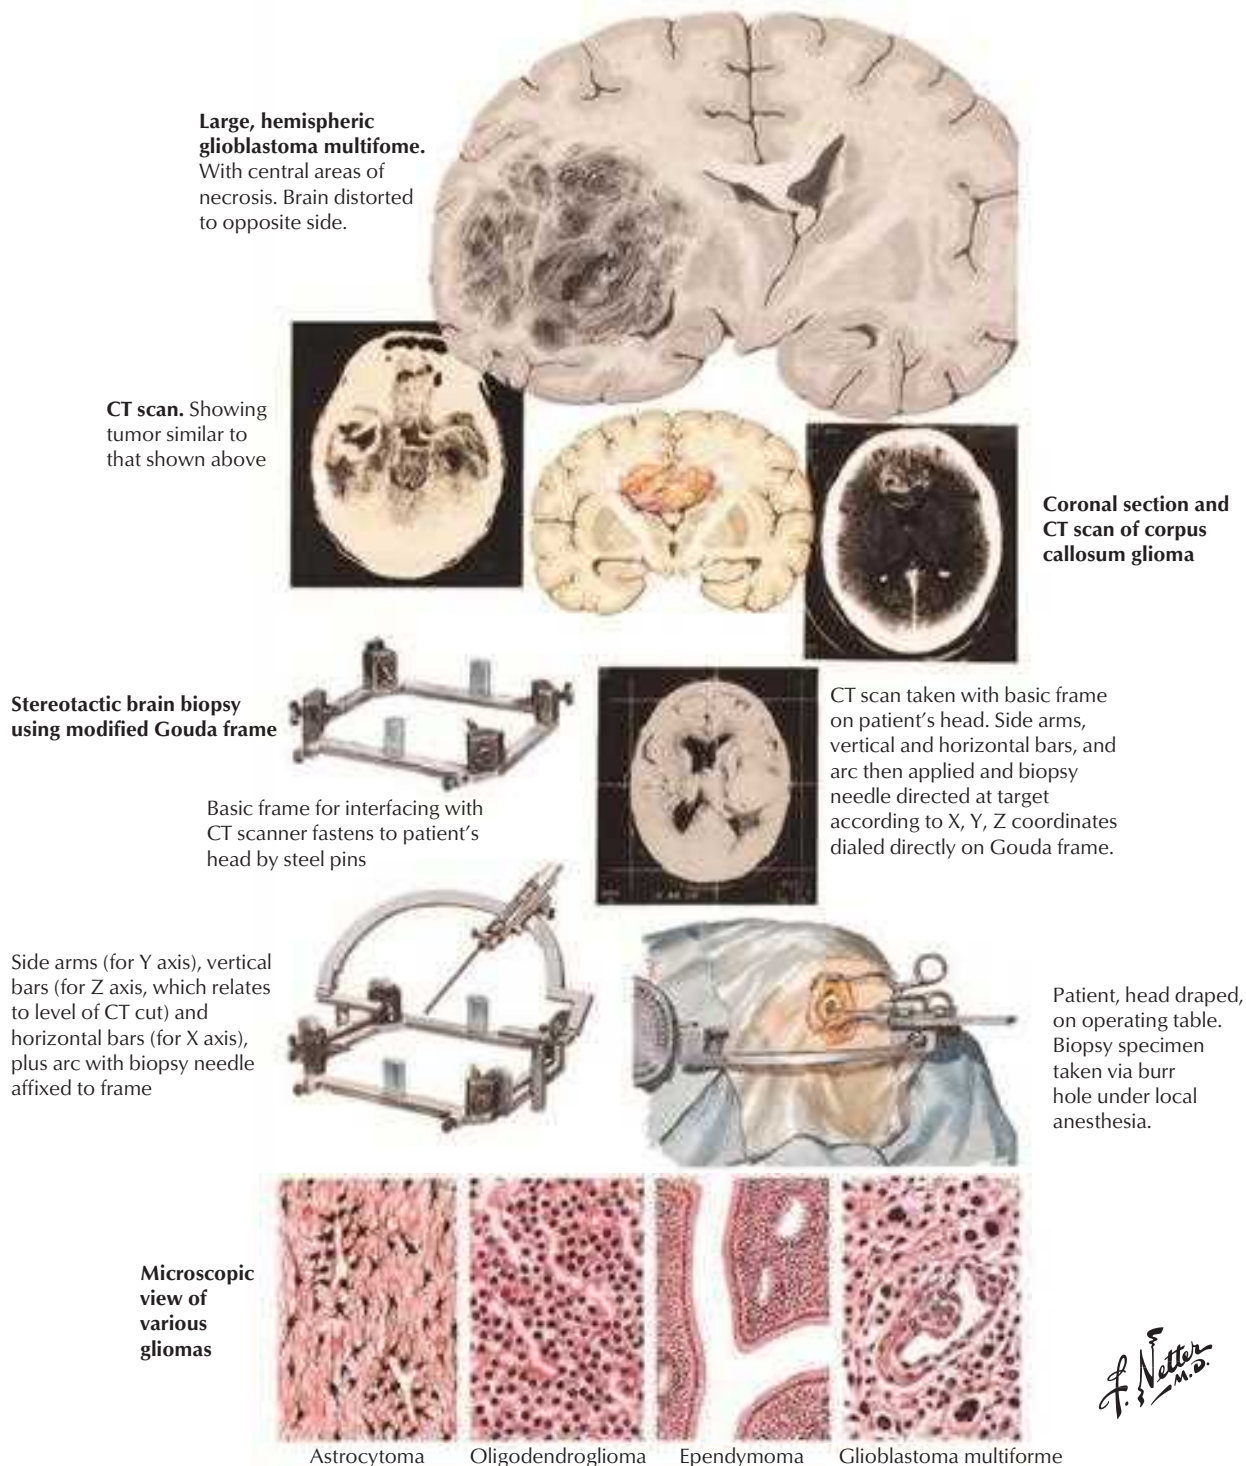 Large, hemispheric
glioblastoma multifome.
With central areas of
necrosis. Brain distorted
to opposite side.
CT scan. Showing
tumor similar to
that shown above
Coronal section and
CT scan of corpus
callosum glioma
Stereotactic brain biopsy
using modified Gouda frame
Basic frame for interfacing with
CT scanner fastens to patient's
head by steel pins
CT scan taken with basic frame
on patient's head. Side arms,
vertical and horizontal bars, and
arc then applied and biopsy
needle directed at target
according to X, Y, Z coordinates
dialed directly on Gouda frame.
Side arms (for Y axis), vertical
bars (for Z axis, which relates
to level of CT cut) and
horizontal bars (for X axis),
plus arc with biopsy needle
affixed to frame
Patient, head draped,
on operating table.
Biopsy specimen
taken via burr
hole under local
anesthesia.
Microscopic
view of
various
gliomas
Astrocytoma
Oligodendroglioma
Ependymoma
Glioblastoma multiforme
F. Netter
M.D.